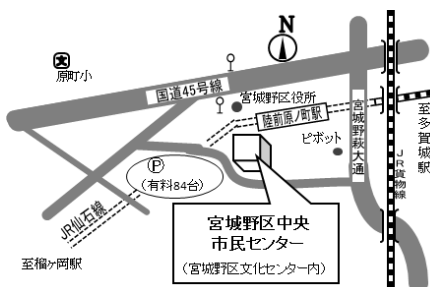 N
文
原町小
国道45号線
宮城野区役所
陸前原ノ町駅
宮城野萩大通
至多賀城駅
ピボット
JR貨物線
P
(有料84台)
JR仙石線
至榴ヶ岡駅
宮城野区中央
市民センター
(宮城野区文化センター内)